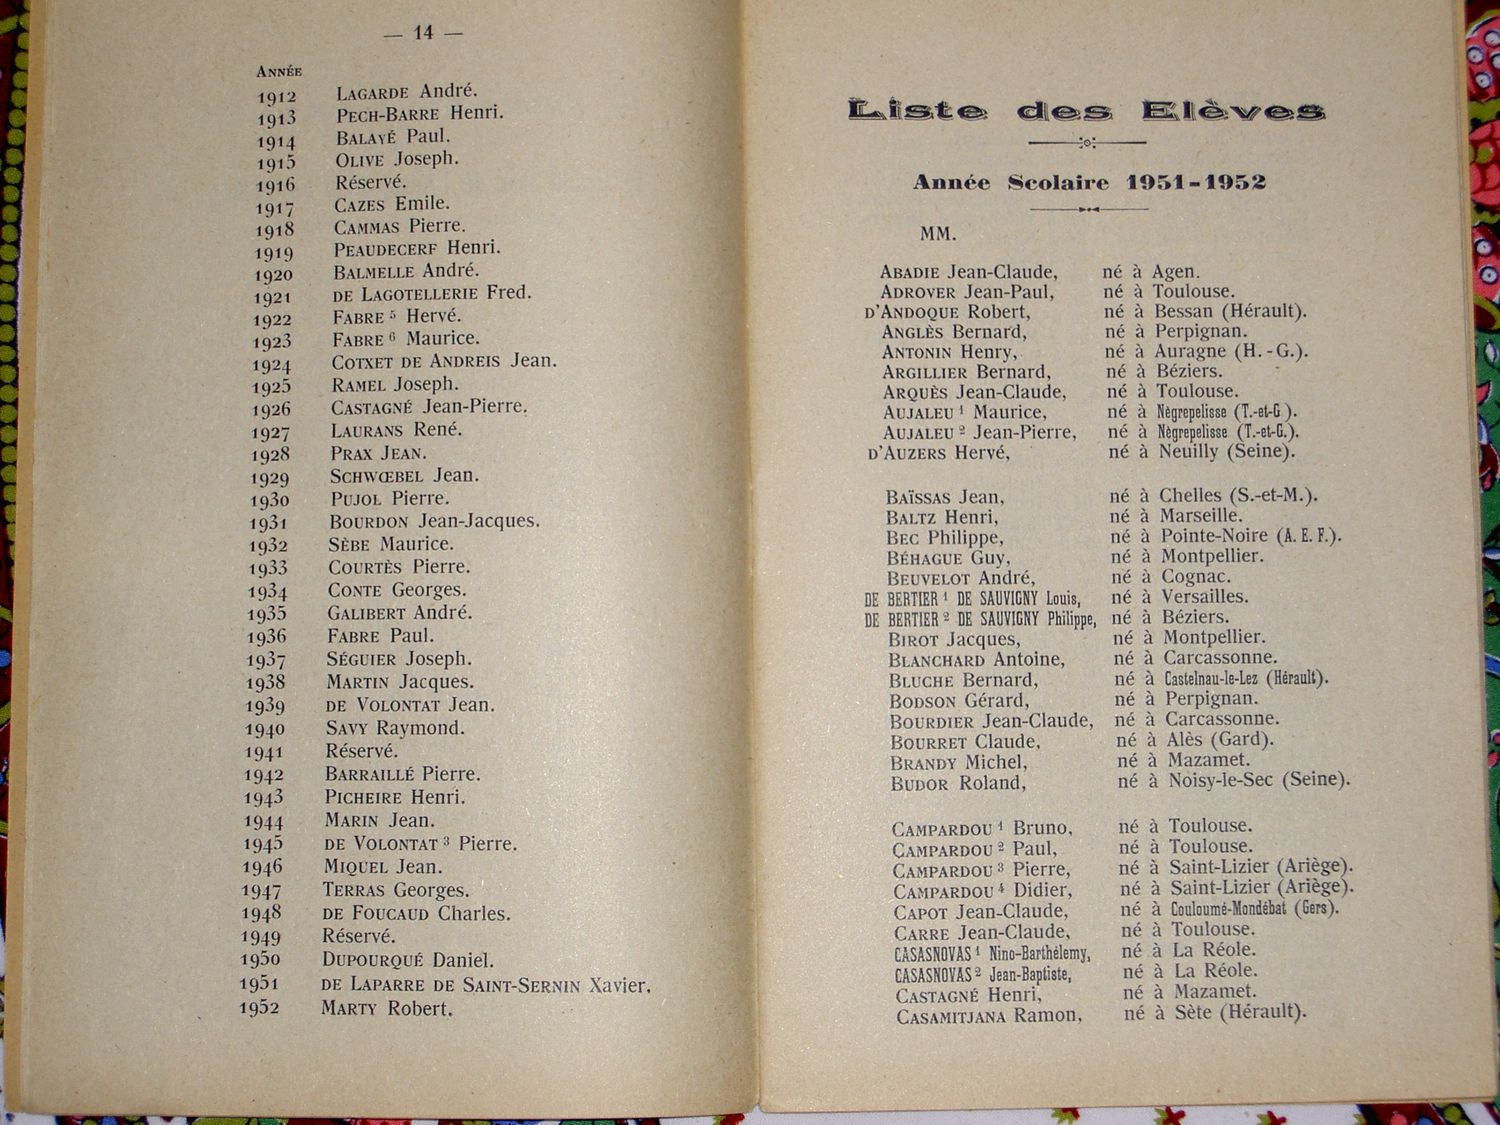 — 14 —
ANNÉE
1912 LAGARDE André.
1913 PECH-BARRE Henri.
1914 BALAYÉ Paul.
1915 OLIVE Joseph.
1916 Réservé.
1917 CAZES Emile.
1918 CAMMAS Pierre.
1919 PEAUDECERF Henri.
1920 BALMELLE André.
1921 DE LAGOTELLERIE Fred.
1922 FABRE ⁵ Hervé.
1923 FABRE ⁶ Maurice.
1924 COTXET DE ANDREIS Jean.
1925 RAMEL Joseph.
1926 CASTAGNÉ Jean-Pierre.
1927 LAURANS René.
1928 PRAX JEAN.
1929 SCHWŒBEL Jean.
1930 PUJOL Pierre.
1931 BOURDON Jean-Jacques.
1932 SÈBE Maurice.
1933 COURTÈS Pierre.
1934 CONTE Georges.
1935 GALIBERT André.
1936 FABRE Paul.
1937 SÉGUIER Joseph.
1938 MARTIN Jacques.
1939 DE VOLONTAT Jean.
1940 SAVY Raymond.
1941 Réservé.
1942 BARRAILLÉ Pierre.
1943 PICHEIRE Henri.
1944 MARIN Jean.
1945 DE VOLONTAT ³ Pierre.
1946 MIQUEL Jean.
1947 TERRAS Georges.
1948 DE FOUCAUD Charles.
1949 Réservé.
1950 DUPOURQUÉ Daniel.
1951 DE LAPARRE DE SAINT-SERNIN Xavier.
1952 MARTY Robert.
Liste des Elèves
Année Scolaire 1951-1952
MM.
ABADIE Jean-Claude, né à Agen.
ADROVER Jean-Paul, né à Toulouse.
D'ANDOQUE Robert, né à Bessan (Hérault).
ANGLÈS Bernard, né à Perpignan.
ANTONIN Henry, né à Auragne (H.-G.).
ARGILLIER Bernard, né à Béziers.
ARQUÈS Jean-Claude, né à Toulouse.
AUJALEU ¹ Maurice, né à Nègrepelisse (T.-et-G).
AUJALEU ² Jean-Pierre, né à Nègrepelisse (T.-et-G.).
D'AUZERS Hervé, né à Neuilly (Seine).
BAÏSSAS Jean, né à Chelles (S.-et-M.).
BALTZ Henri, né à Marseille.
BEC Philippe, né à Pointe-Noire (A. E. F.).
BÉHAGUE Guy, né à Montpellier.
BEUVELOT André, né à Cognac.
DE BERTIER ¹ DE SAUVIGNY Louis, né à Versailles.
DE BERTIER ² DE SAUVIGNY Philippe, né à Béziers.
BIROT Jacques, né à Montpellier.
BLANCHARD Antoine, né à Carcassonne.
BLUCHE Bernard, né à Castelnau-le-Lez (Hérault).
BODSON Gérard, né à Perpignan.
BOURDIER Jean-Claude, né à Carcassonne.
BOURRET Claude, né à Alès (Gard).
BRANDY Michel, né à Mazamet.
BUDOR Roland, né à Noisy-le-Sec (Seine).
CAMPARDOU ¹ Bruno, né à Toulouse.
CAMPARDOU ² Paul, né à Toulouse.
CAMPARDOU ³ Pierre, né à Saint-Lizier (Ariège).
CAMPARDOU ⁴ Didier, né à Saint-Lizier (Ariège).
CAPOT Jean-Claude, né à Couloumé-Mondébat (Gers).
CARRE Jean-Claude, né à Toulouse.
CASASNOVAS ¹ Nino-Barthélemy, né à La Réole.
CASASNOVAS ² Jean-Baptiste, né à La Réole.
CASTAGNÉ Henri, né à Mazamet.
CASAMITJANA Ramon, né à Sète (Hérault).